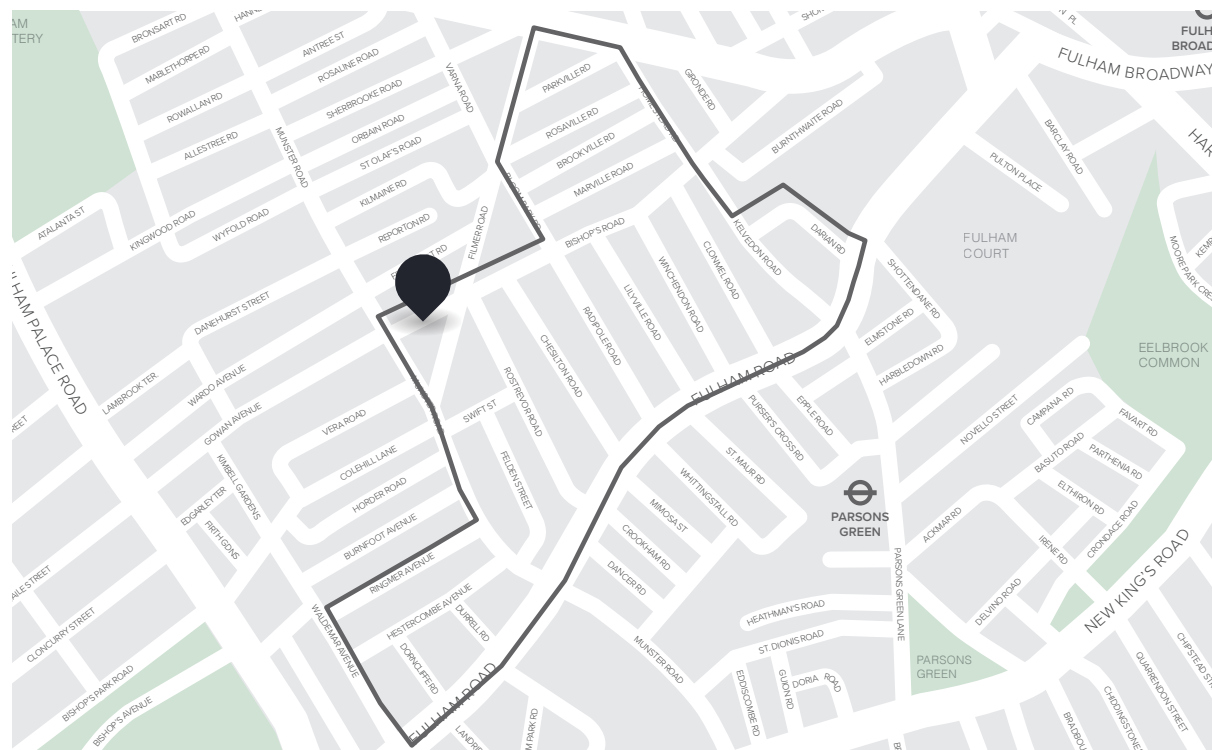 TERY
BRONSART RD
MABLETHORPE RD
ROWALLAN RD
ALLESTREE RD
AINTREE ST
ROSALINE ROAD
SHERBROOKE ROAD
ORBAIN ROAD
ST OLAF'S ROAD
KILMAINE RD
REPORTON RD
VARNA ROAD
MUNSTER ROAD
FILMER ROAD
PARKVILLE RD
ROSAVILLE RD
BROOKVILLE RD
MARVILLE ROAD
BISHOP'S ROAD
GIRONDE RD
BURNTHWAITE ROAD
FULH
BROAD
FULHAM BROADWAY
HAR
BARCLAY ROAD
PULTON PLACE
FULHAM
COURT
MOORE PARK CRE
EELBROOK
COMMON
ATALANTA ST
KINGWOOD ROAD
WYFOLD ROAD
DANEHURST STREET
LAMBROOK TER
WARDO AVENUE
GOWAN AVENUE
HAM PALACE ROAD
KELVEDON ROAD
DARIAN RD
CLONMEL ROAD
WINCHENDON ROAD
LILYVILLE ROAD
RADIPOLE ROAD
CHESILTON ROAD
ROSTREVOR ROAD
SWIFT ST
FELDEN STREET
SHOTTENDANE RD
ELMSTONE RD
HARBLEDOWN RD
FULHAM ROAD
EPPLE ROAD
PURSER'S CROSS RD
ST. MAUR RD
WHITTINGSTALL RD
MIMOSA ST
CROOKHAM RD
DANCER RD
VERA ROAD
COLEHILL LANE
HORDER ROAD
BURNFOOT AVENUE
RINGMER AVENUE
HESTERCOMBE AVENUE
DURRELL RD
DORNCLIFFE RD
KIMBELL GARDENS
EDGARLEY TER
FIRTH GDNS
WALDEMAR AVENUE
NOVELLO STREET
CAMPANA RD
FAVART RD
BASUTO ROAD
PARTHENIA RD
ELTHIRON RD
CRONDACE ROAD
ACKMAR RD
IRENE RD
DELVINO ROAD
NEW KING'S ROAD
PARSONS
GREEN
PARSONS GREEN LANE
HEATHMAN'S ROAD
ST. DIONIS ROAD
EDDISCOMBE RD
GUION RD
DORIA ROAD
MUNSTER ROAD
PARSONS
GREEN
FULHAM ROAD
CLONCURRY STREET
BISHOP'S PARK ROAD
BISHOP'S AVENUE
M PARK RD
QUARRENDON STREET
CHIPSTEAD ST
CHIDDINGSTONE
BRADBOU